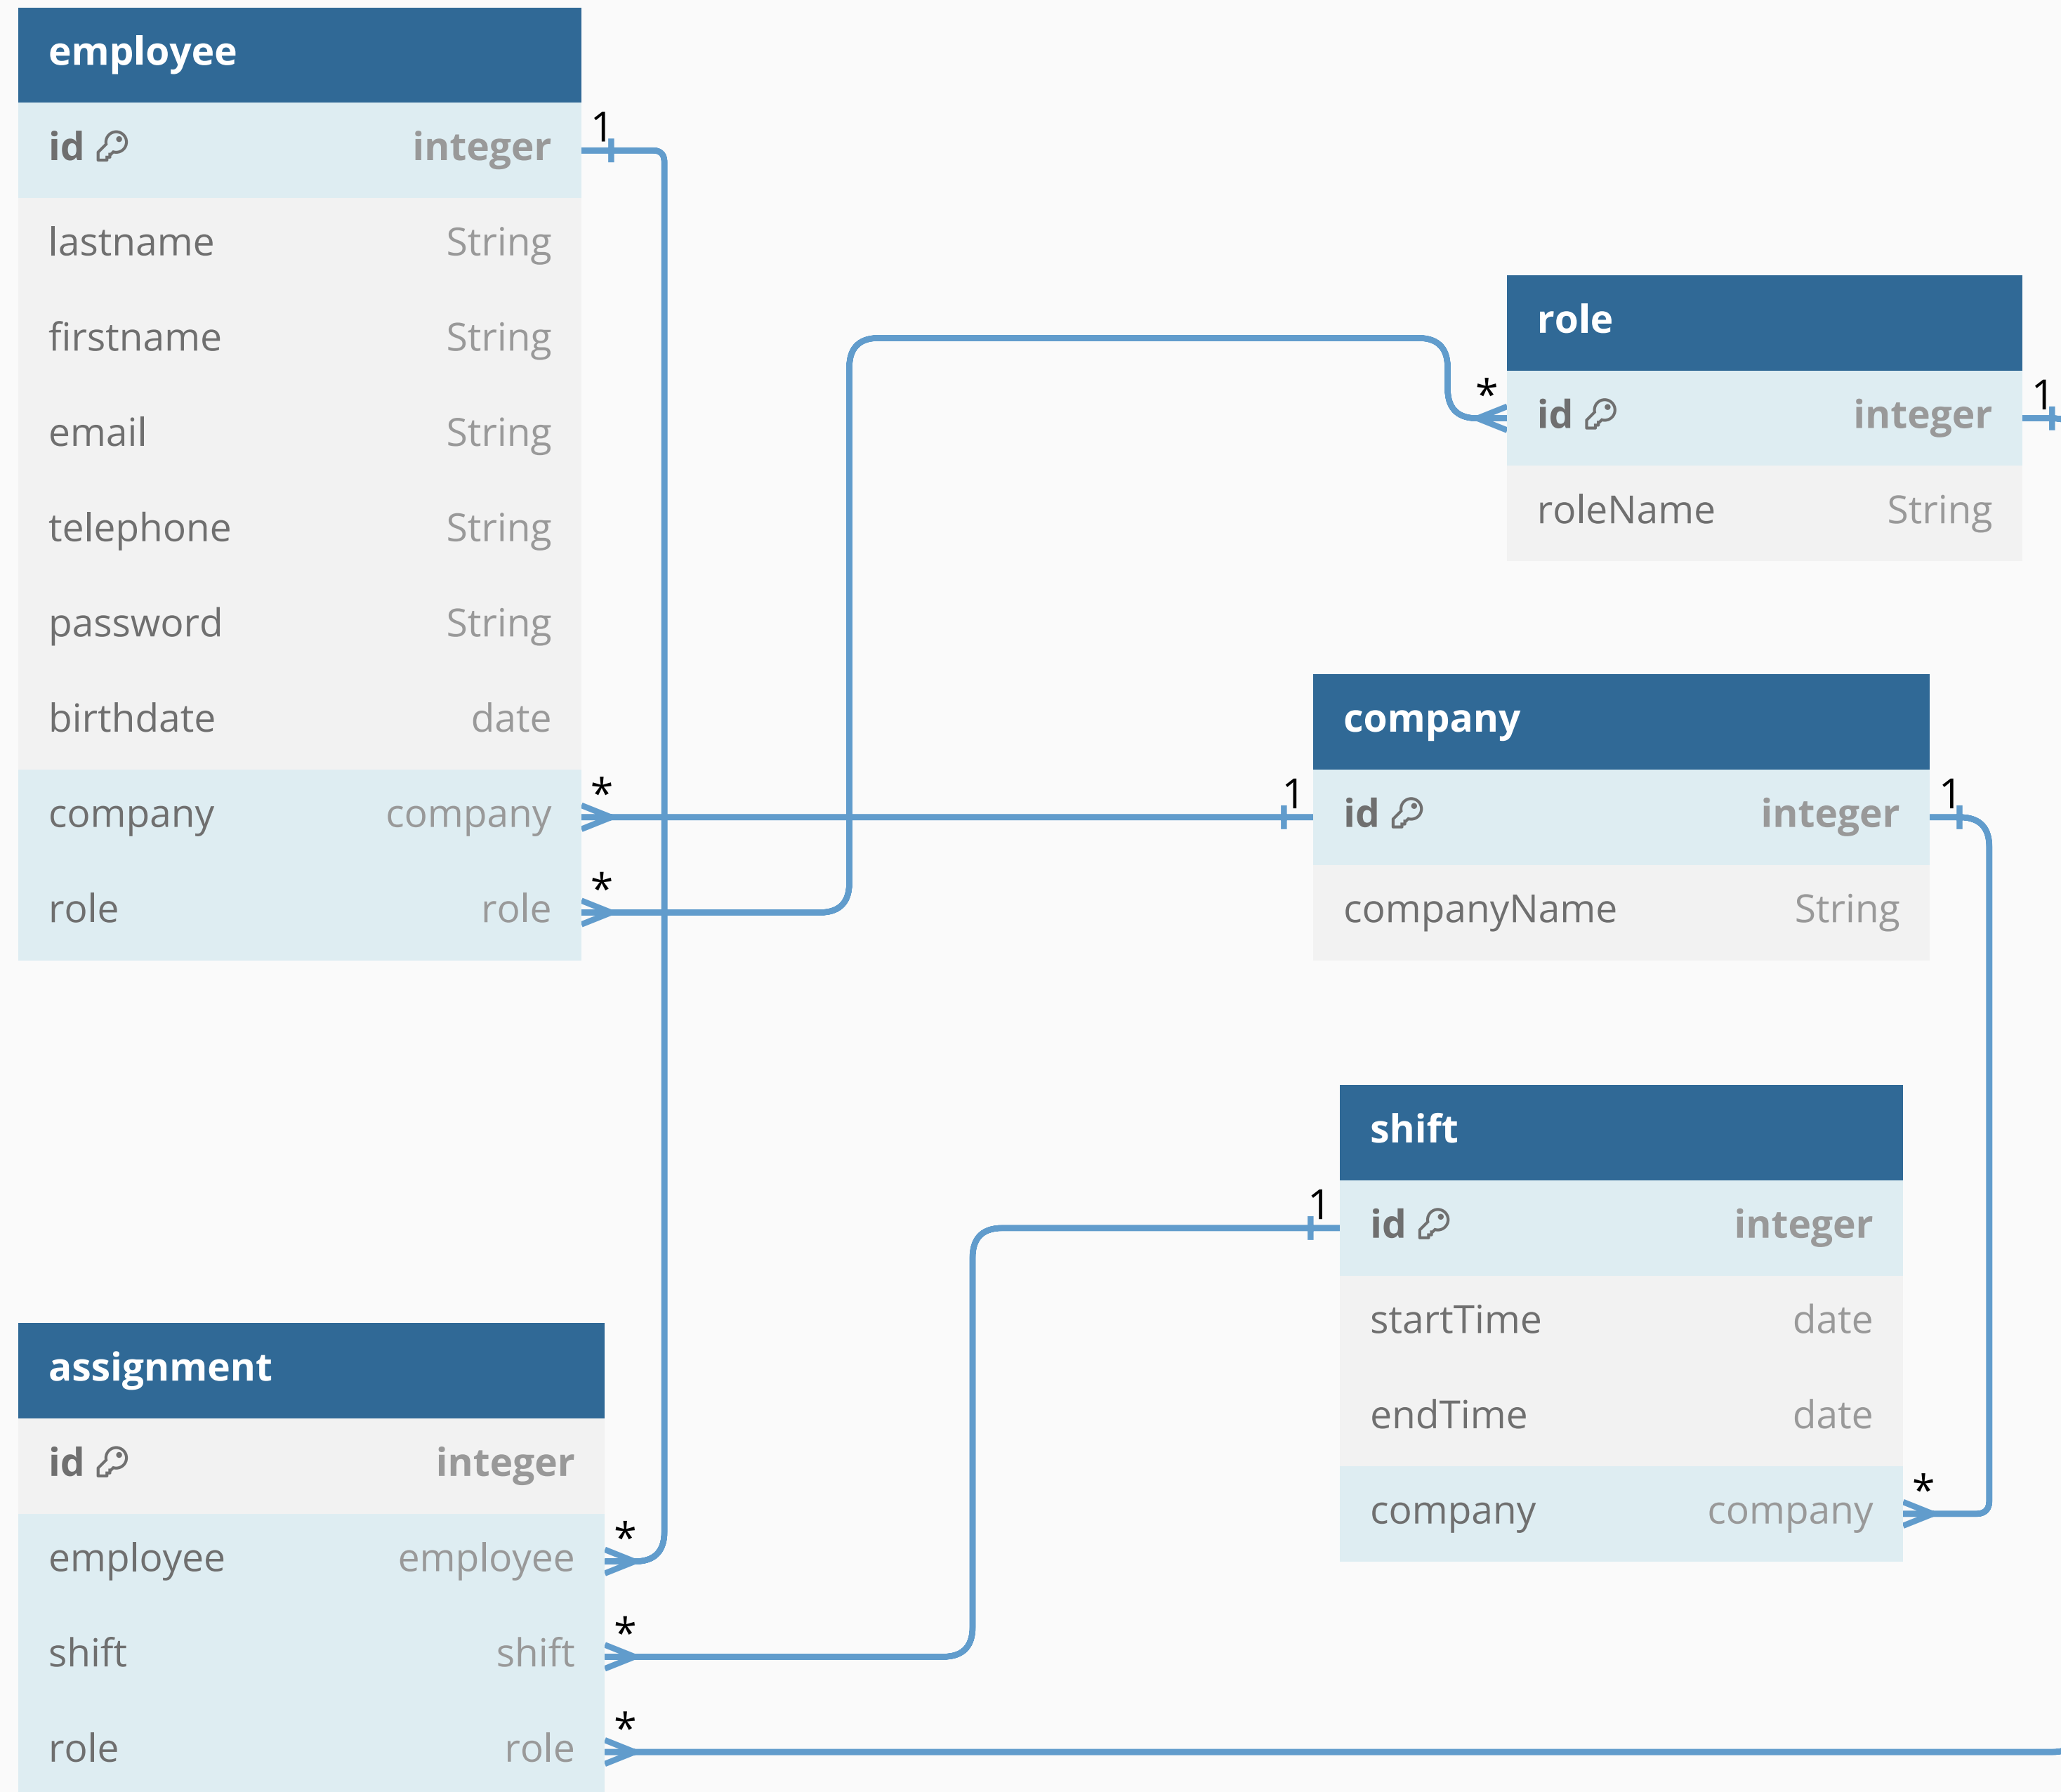 employee
id integer
lastname String
firstname String
email String
telephone String
password String
birthdate date
company company
role role
1
*
*
role
id integer
roleName String
*
1
company
id integer
companyName String
1
1
shift
id integer
startTime date
endTime date
company company
1
*
assignment
id integer
employee employee
shift shift
role role
*
*
*